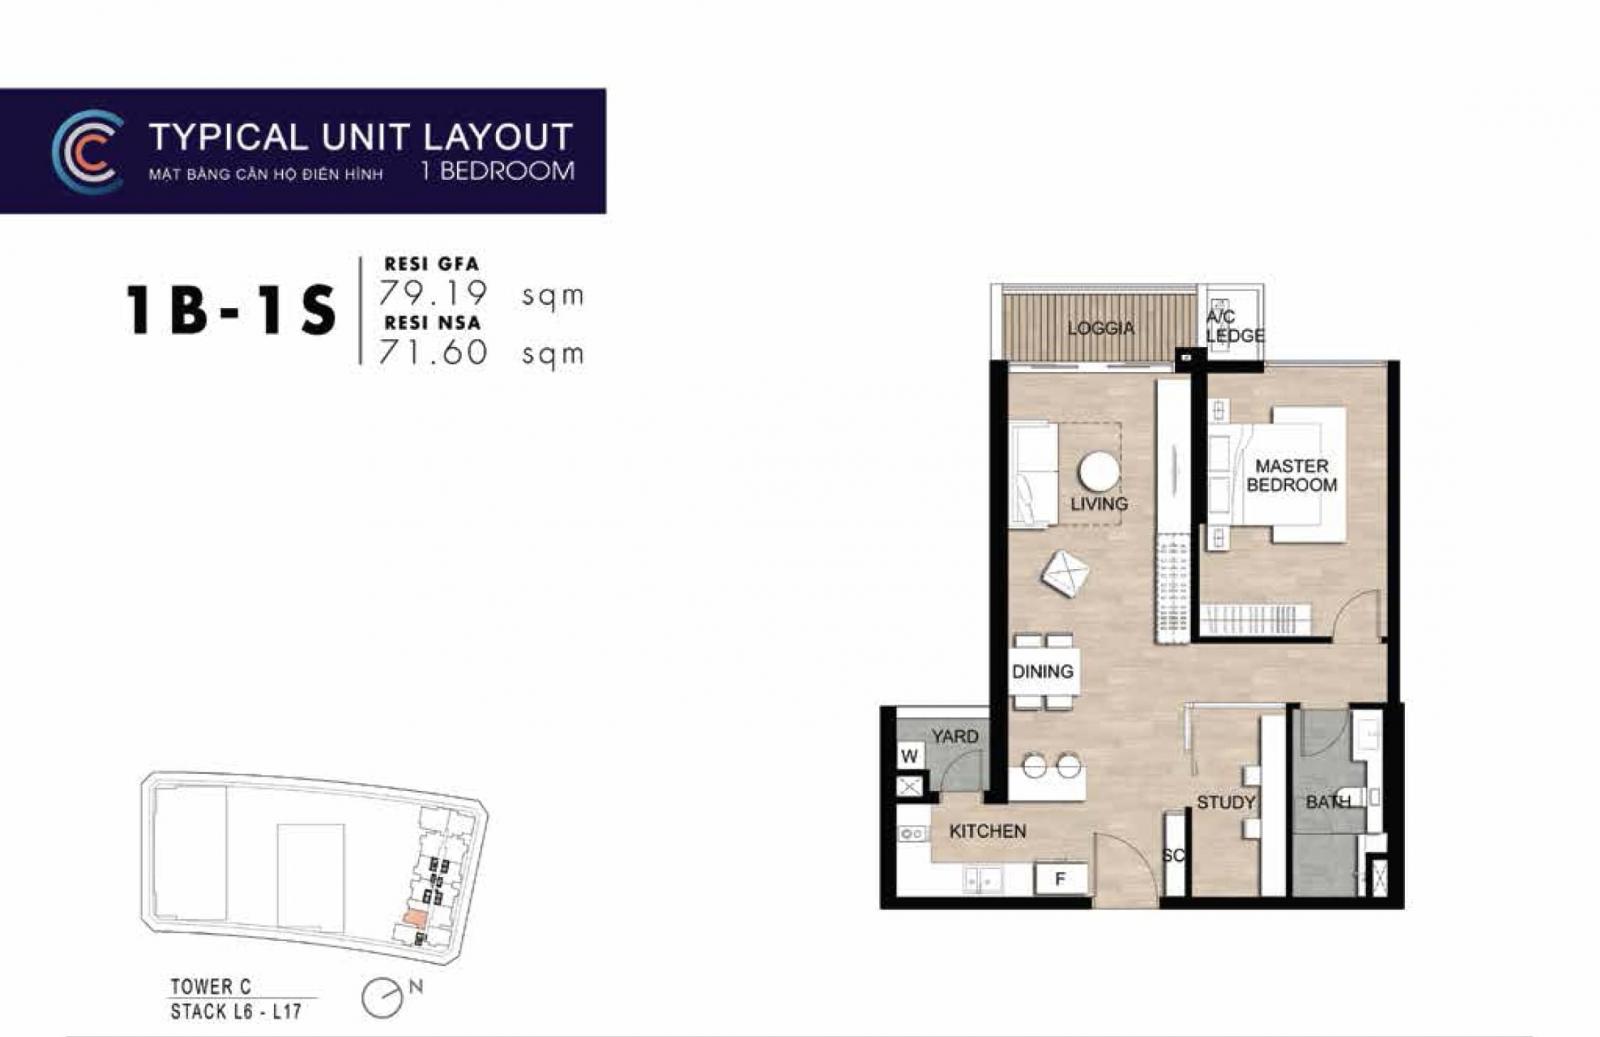 TYPICAL UNIT LAYOUT
MẶT BẰNG CĂN HỘ ĐIỂN HÌNH 1 BEDROOM
1B-1S
RESI GFA
79.19 sqm
RESI NSA
71.60 sqm
LOGGIA
A/C
LEDGE
MASTER
BEDROOM
LIVING
DINING
YARD
W
STUDY
BATH
KITCHEN
SC
F
TOWER C
STACK L6 - L17
N